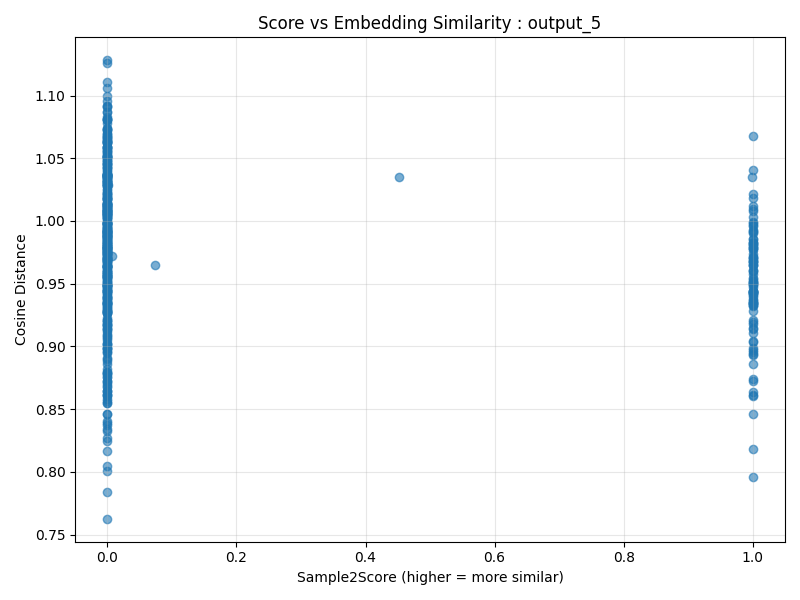 Score vs Embedding Similarity : output_5
Cosine Distance
1.10
1.05
1.00
0.95
0.90
0.85
0.80
0.75
0.0 0.2 0.4 0.6 0.8 1.0
Sample2Score (higher = more similar)